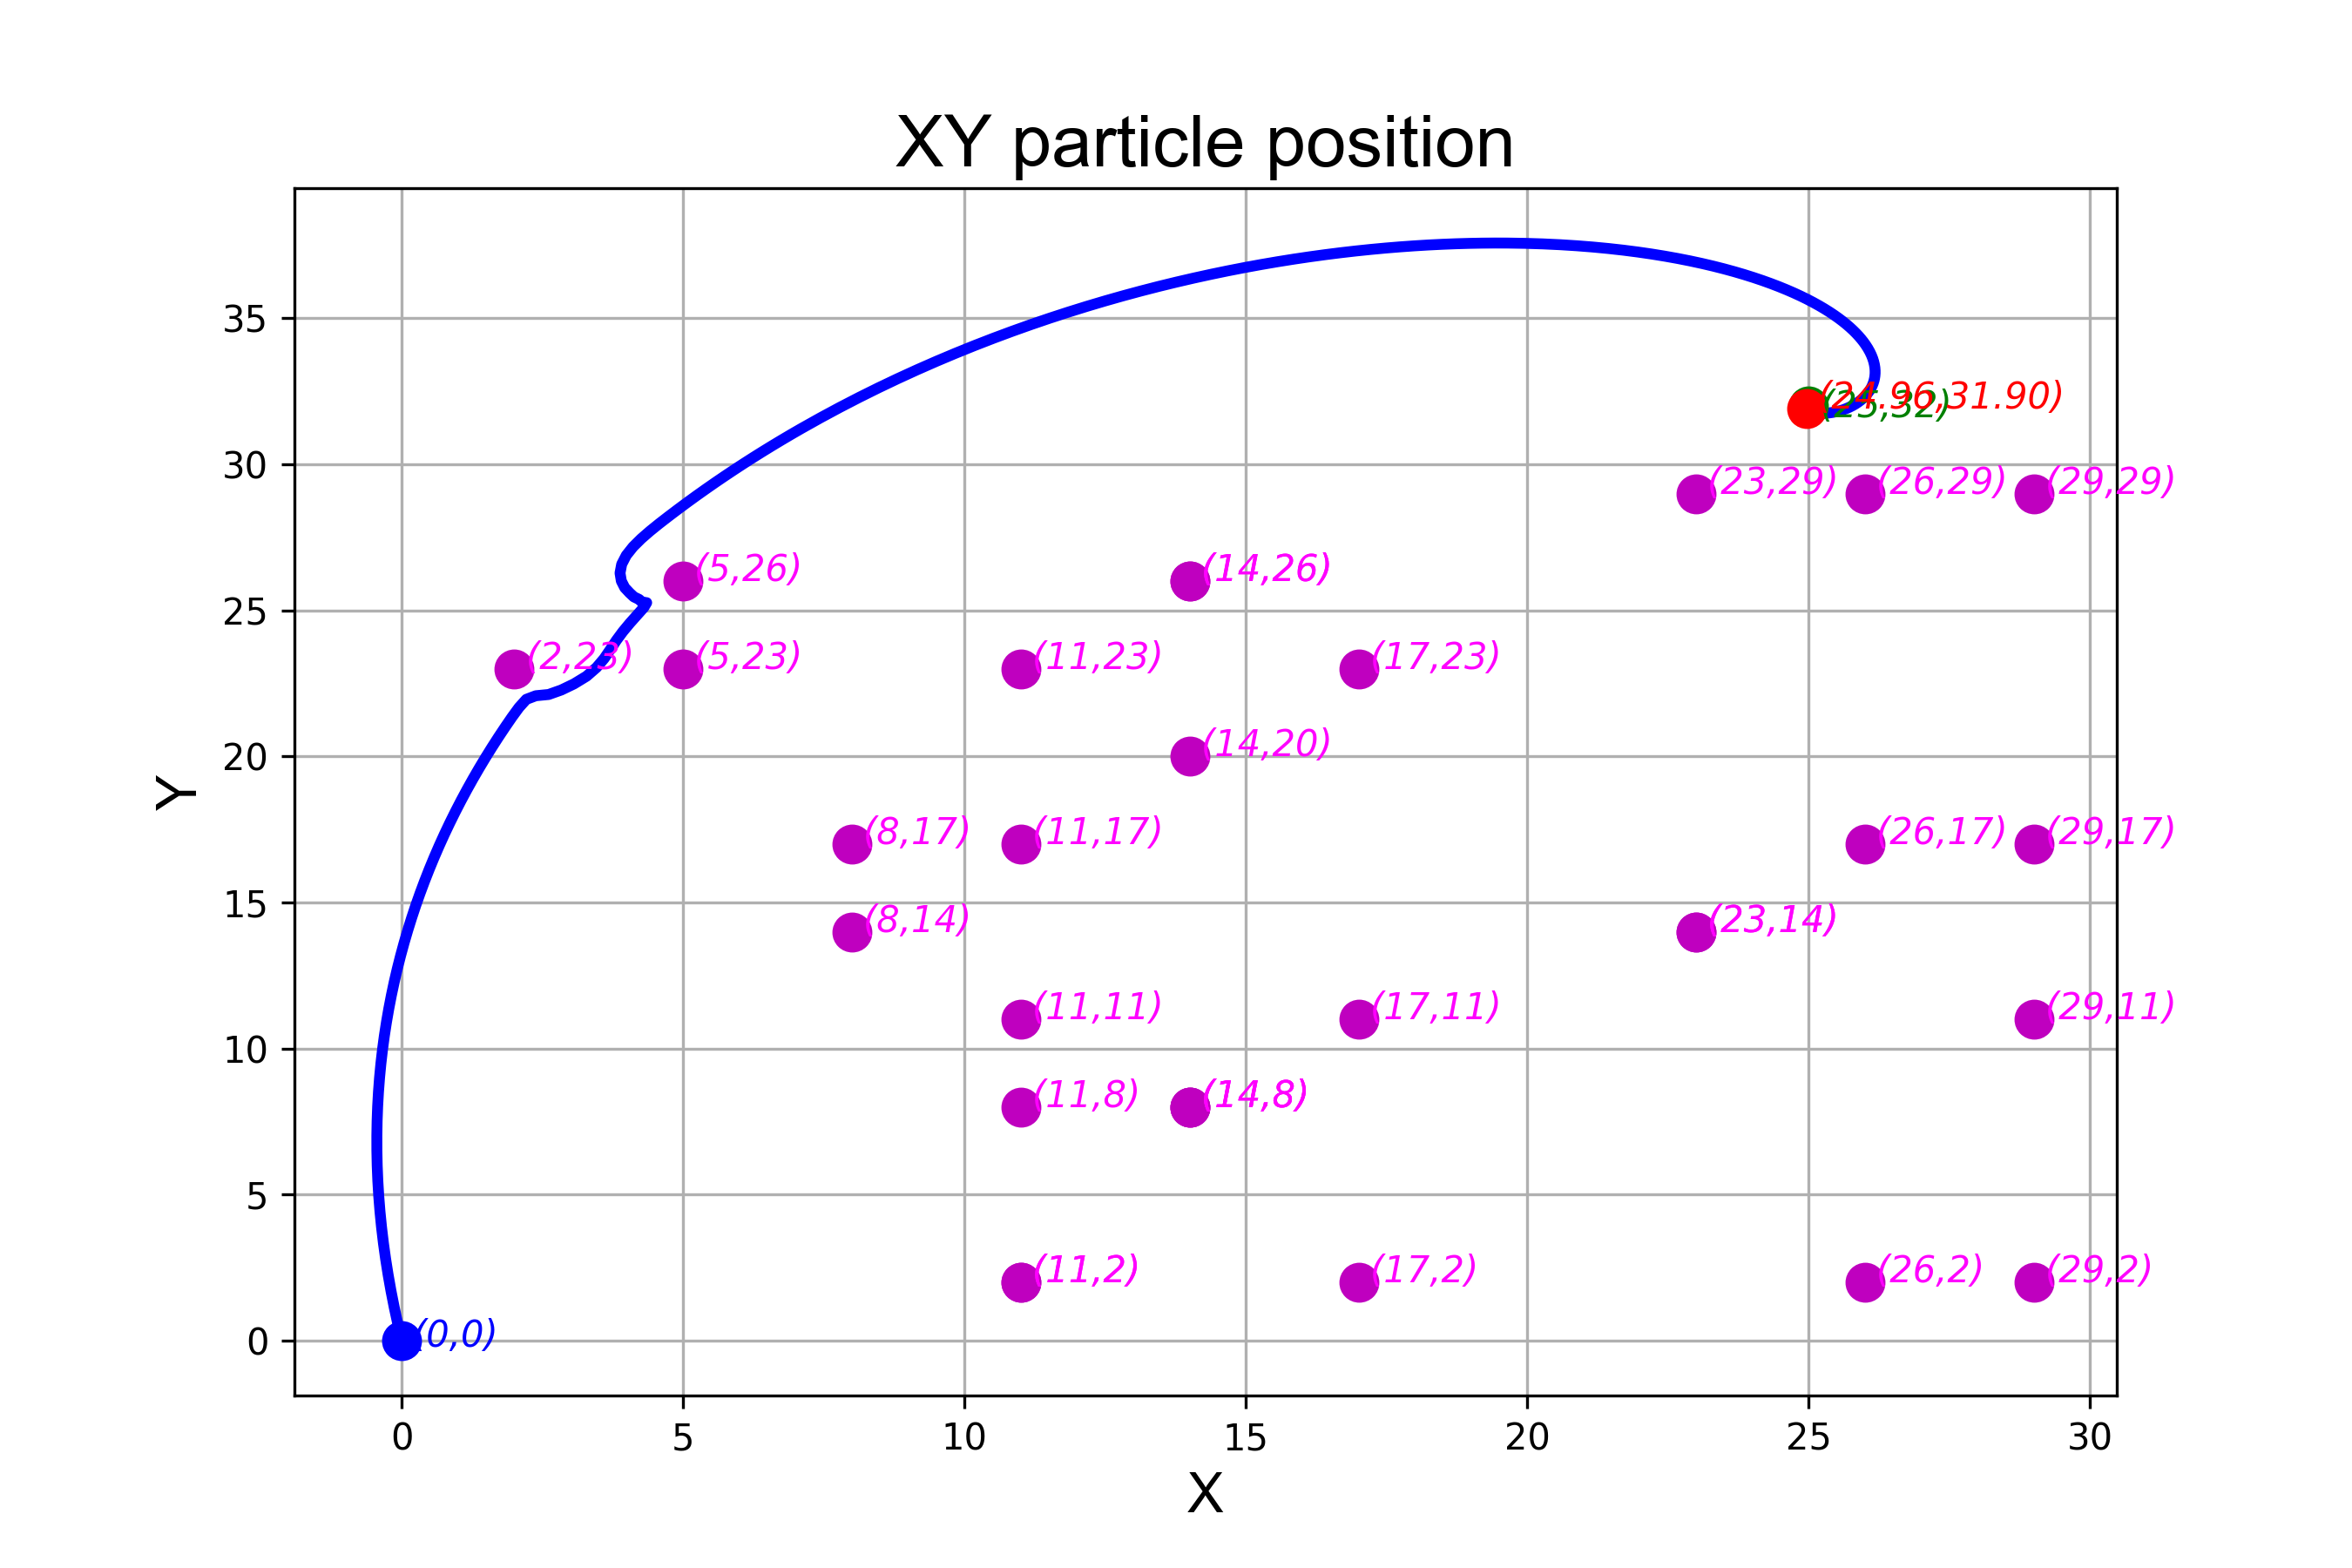 XY particle position
35
(24.96,31.90)
(25,32)
30
(23,29) (26,29) (29,29)
(5,26) (14,26)
25
(2,23) (5,23) (11,23) (17,23)
20
(14,20)
Y
(8,17) (11,17) (26,17) (29,17)
15
(8,14) (23,14)
(11,11) (17,11) (29,11)
10
(11,8) (14,8)
5
(11,2) (17,2) (26,2) (29,2)
0
(0,0)
0 5 10 15 20 25 30
X